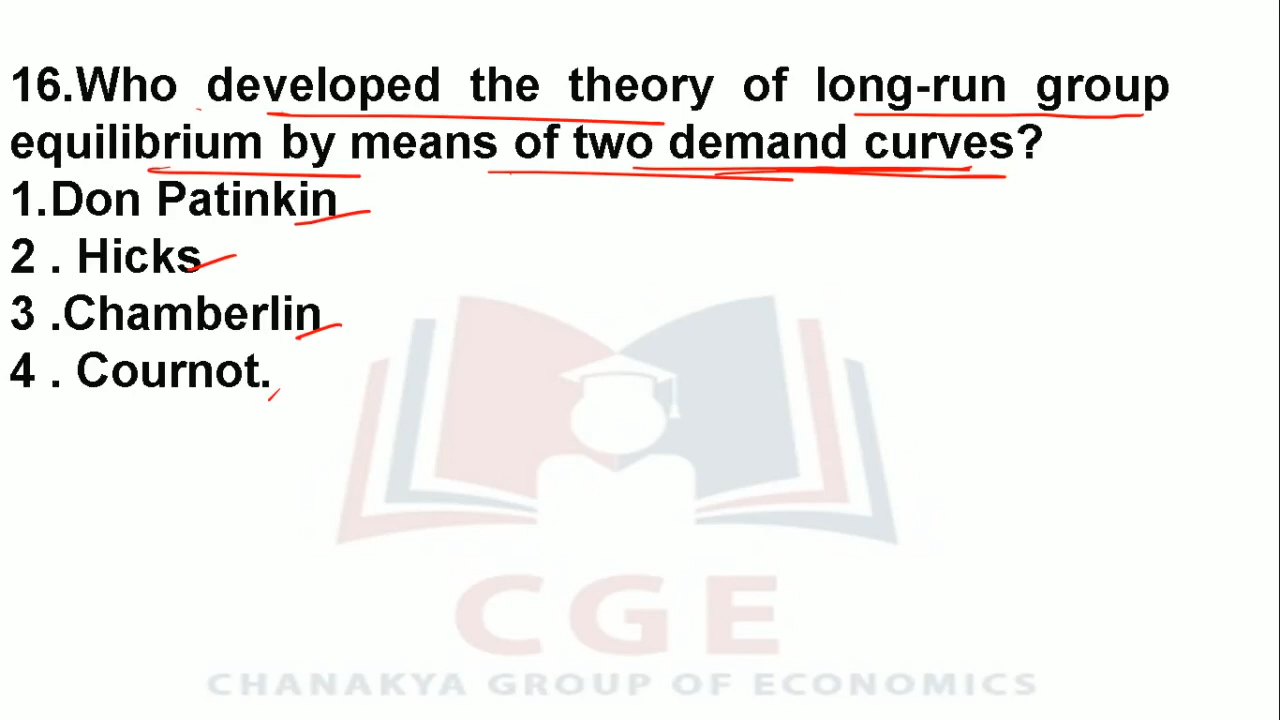 16.Who developed the theory of long-run group
equilibrium by means of two demand curves?
1.Don Patinkin
2 . Hicks
3 .Chamberlin
4 . Cournot.
CGE
CHANAKYA GROUP OF ECONOMICS